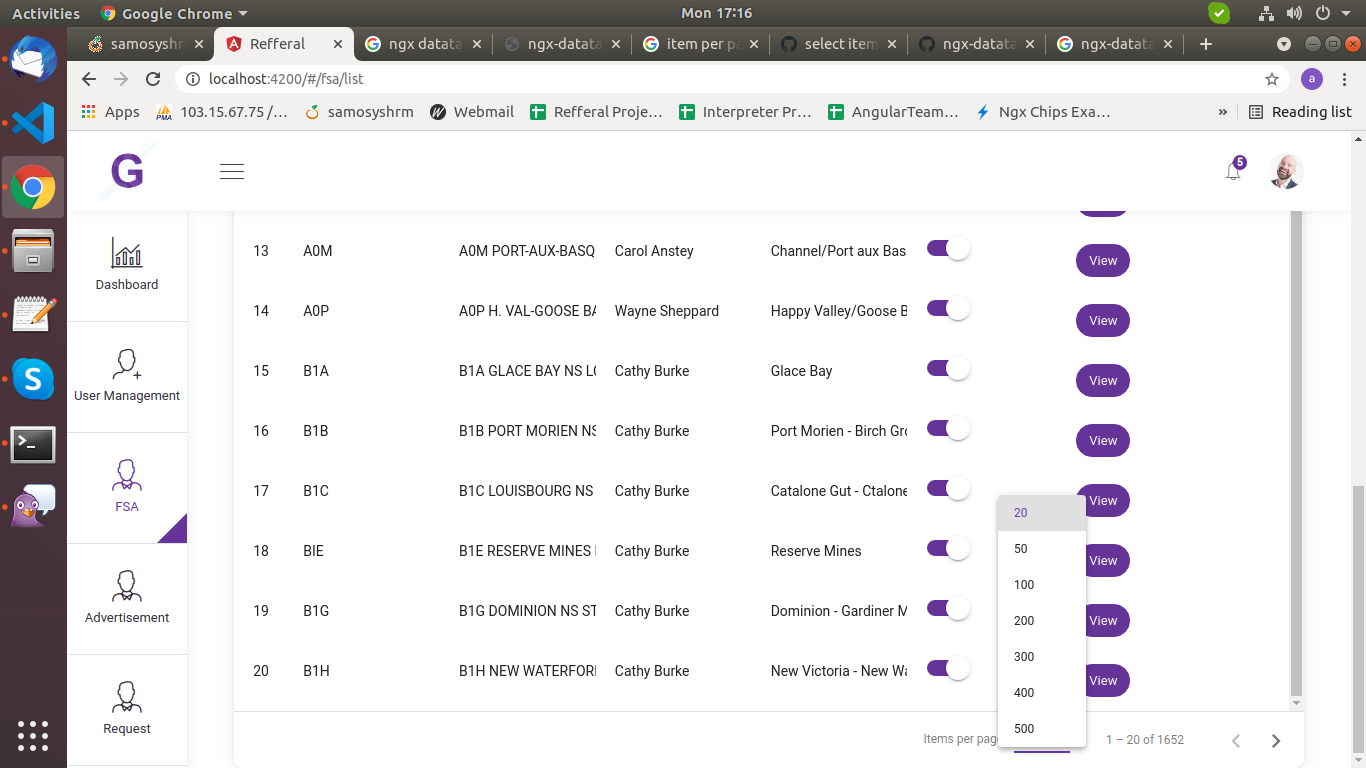 Activities
Google Chrome
Mon 17:16
samosyshr
Refferal
ngx datata
ngx-datata
item per pa
select item
ngx-datata
ngx-datata
localhost:4200/#/fsa/list
a
Apps
PMA
103.15.67.75 /...
samosyshrm
Webmail
Refferal Proje...
Interpreter Pr...
AngularTeam...
Ngx Chips Exa...
»
Reading list
G
5
Dashboard
User Management
FSA
Advertisement
Request
13 A0M A0M PORT-AUX-BASQ Carol Anstey Channel/Port aux Bas View
14 A0P A0P H. VAL-GOOSE BA Wayne Sheppard Happy Valley/Goose B View
15 B1A B1A GLACE BAY NS LO Cathy Burke Glace Bay View
16 B1B B1B PORT MORIEN NS Cathy Burke Port Morien - Birch Gro View
17 B1C B1C LOUISBOURG NS Cathy Burke Catalone Gut - Ctalone View
18 BIE B1E RESERVE MINES Cathy Burke Reserve Mines View
19 B1G B1G DOMINION NS ST Cathy Burke Dominion - Gardiner M View
20 B1H B1H NEW WATERFORI Cathy Burke New Victoria - New Wa View
20
50
100
200
300
400
500
Items per page
1 – 20 of 1652